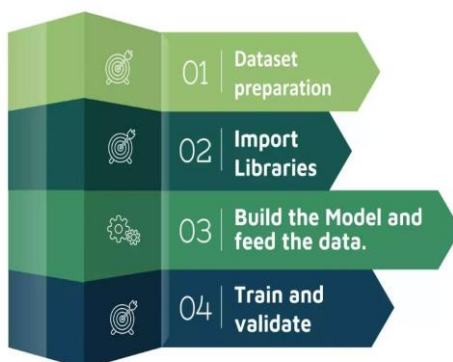 01
Dataset
preparation
02
Import
Libraries
03
Build the Model and
feed the data.
04
Train and
validate